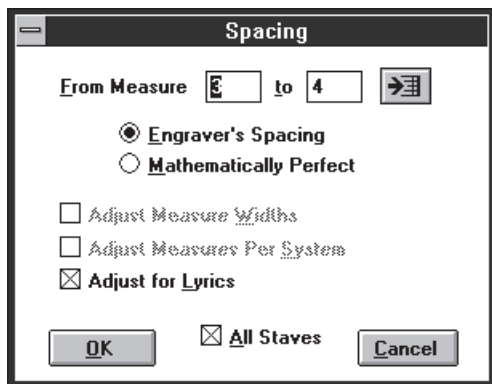 Spacing
From Measure 3 to 4
Engraver's Spacing
Mathematically Perfect
Adjust Measure Widths
Adjust Measures Per System
Adjust for Lyrics
OK All Staves Cancel